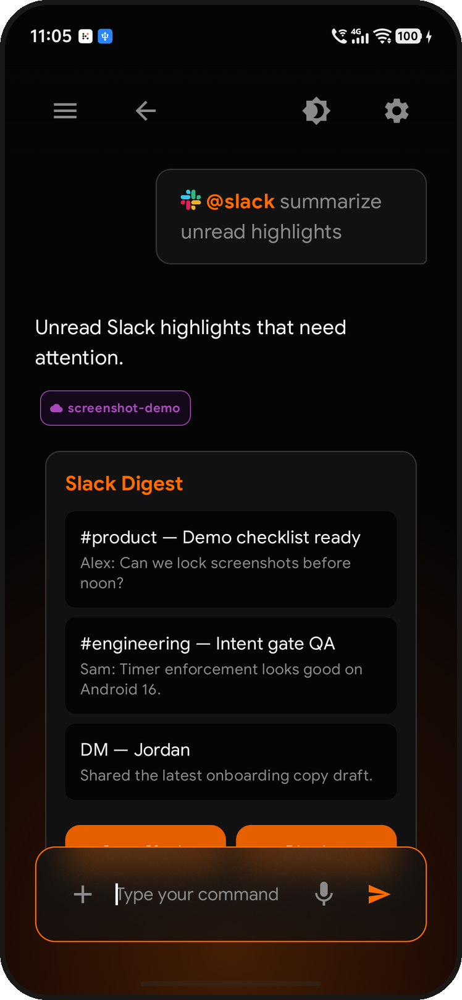 11:05
4G
100
@slack summarize
unread highlights
Unread Slack highlights that need
attention.
screenshot-demo
Slack Digest
#product — Demo checklist ready
Alex: Can we lock screenshots before
noon?
#engineering — Intent gate QA
Sam: Timer enforcement looks good on
Android 16.
DM — Jordan
Shared the latest onboarding copy draft.
Type your command